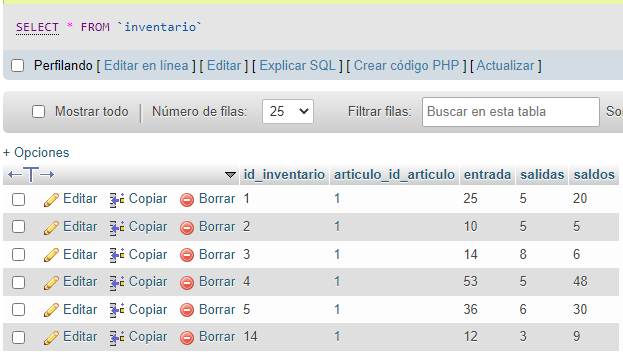 SELECT * FROM `inventario`
Perfilando [ Editar en línea ] [ Editar ] [ Explicar SQL ] [ Crear código PHP ] [ Actualizar ]
Mostrar todo | Número de filas: 25 Filtrar filas: Buscar en esta tabla So
+ Opciones
←T→ id_inventario articulo_id_articulo entrada salidas saldos
Editar Copiar Borrar 1 1 25 5 20
Editar Copiar Borrar 2 1 10 5 5
Editar Copiar Borrar 3 1 14 8 6
Editar Copiar Borrar 4 1 53 5 48
Editar Copiar Borrar 5 1 36 6 30
Editar Copiar Borrar 14 1 12 3 9